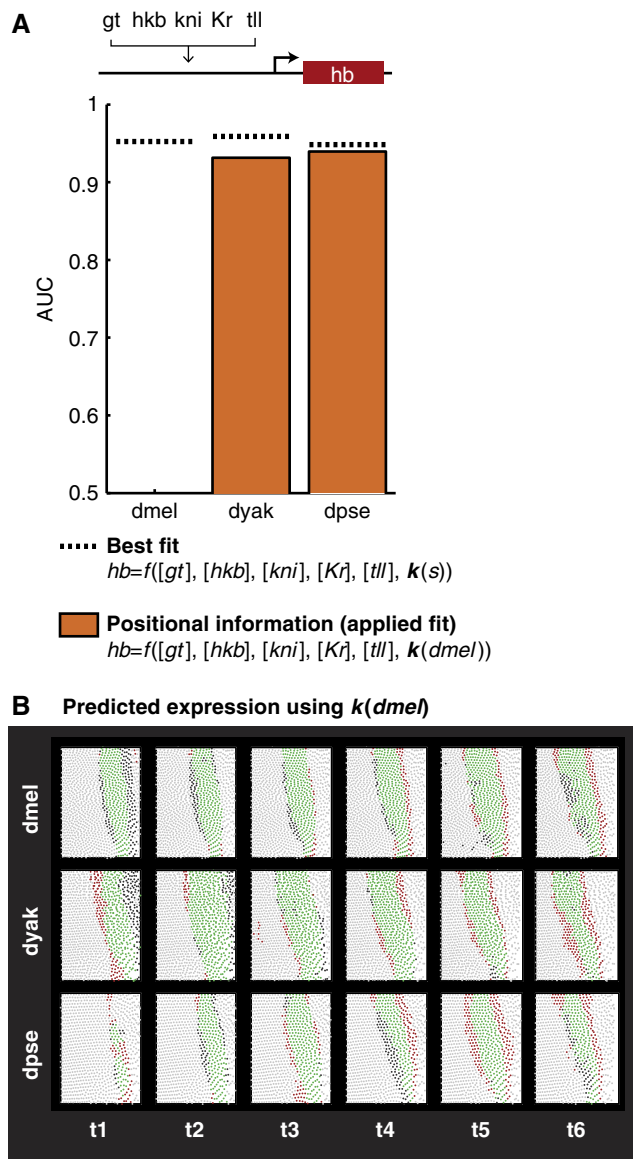 A
gt hkb kni Kr tll
hb
1
0.9
0.8
0.7
0.6
0.5
AUC
dmel dyak dpse
Best fit
hb=f([gt], [hkb], [kni], [Kr], [tll], k(s))
Positional information (applied fit)
hb=f([gt], [hkb], [kni], [Kr], [tll], k(dmel))
B Predicted expression using k(dmel)
dmel
dyak
dpse
t1 t2 t3 t4 t5 t6